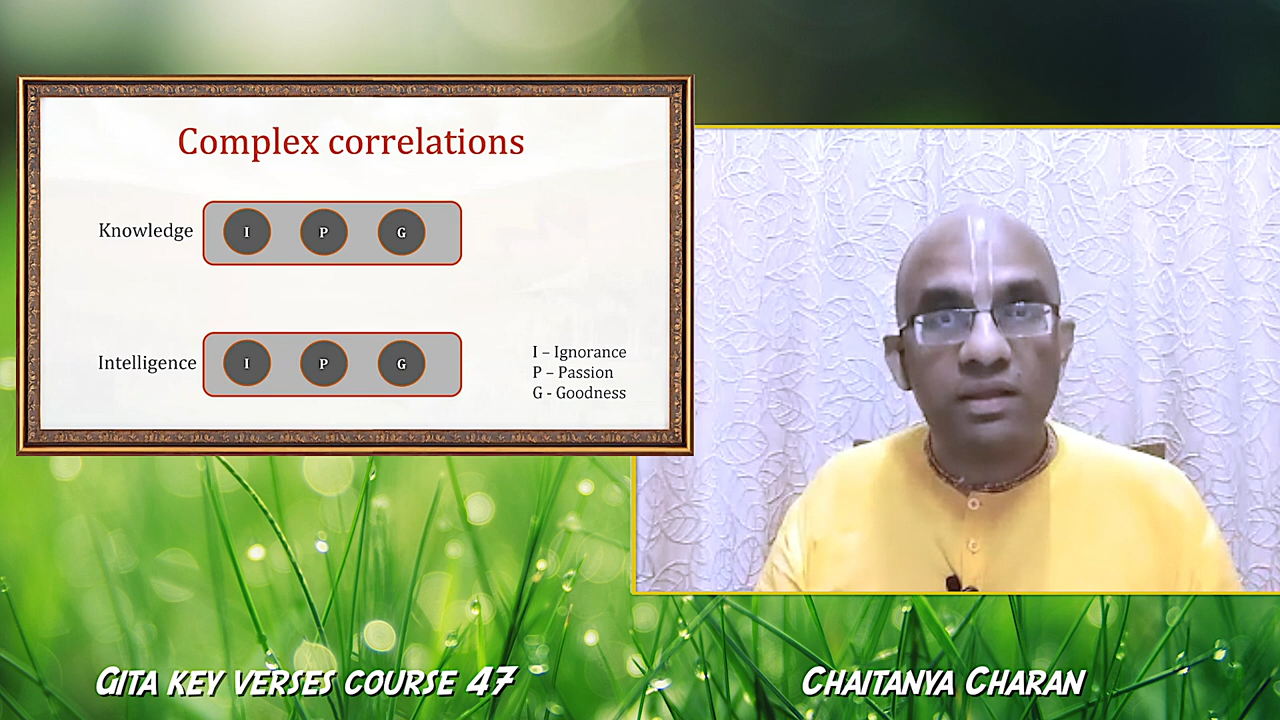 Complex correlations
Knowledge I P G
Intelligence I P G
I – Ignorance
P – Passion
G - Goodness
GITA KEY VERSES COURSE 47
CHAITANYA CHARAN